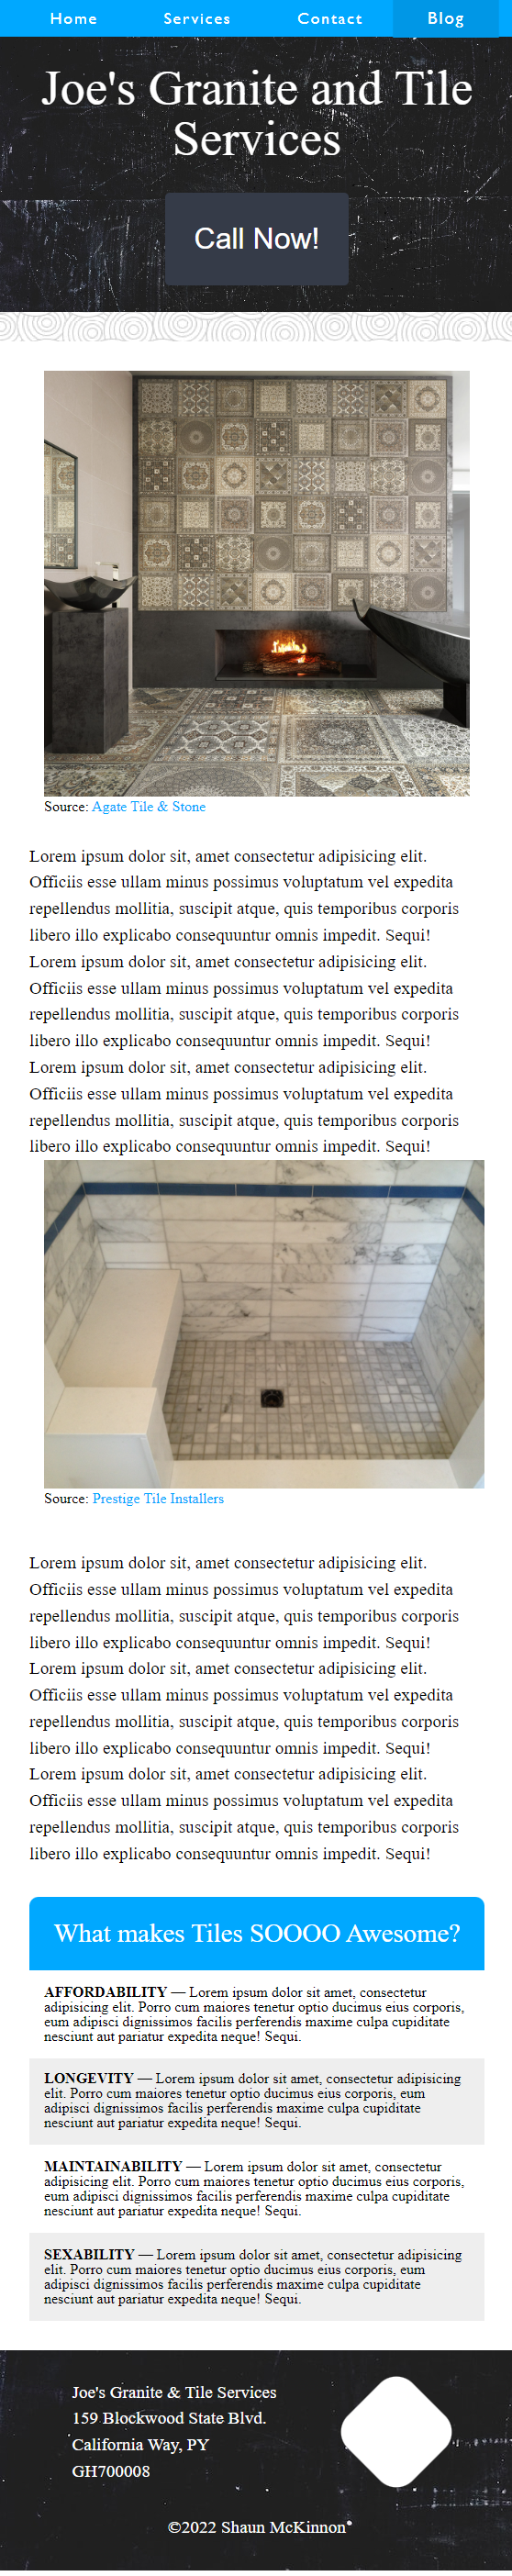 Home Services Contact Blog
Joe's Granite and Tile
Services
Call Now!
Source: Agate Tile & Stone
Lorem ipsum dolor sit, amet consectetur adipisicing elit.
Officiis esse ullam minus possimus voluptatum vel expedita
repellendus mollitia, suscipit atque, quis temporibus corporis
libero illo explicabo consequuntur omnis impedit. Sequi!
Lorem ipsum dolor sit, amet consectetur adipisicing elit.
Officiis esse ullam minus possimus voluptatum vel expedita
repellendus mollitia, suscipit atque, quis temporibus corporis
libero illo explicabo consequuntur omnis impedit. Sequi!
Lorem ipsum dolor sit, amet consectetur adipisicing elit.
Officiis esse ullam minus possimus voluptatum vel expedita
repellendus mollitia, suscipit atque, quis temporibus corporis
libero illo explicabo consequuntur omnis impedit. Sequi!
Source: Prestige Tile Installers
Lorem ipsum dolor sit, amet consectetur adipisicing elit.
Officiis esse ullam minus possimus voluptatum vel expedita
repellendus mollitia, suscipit atque, quis temporibus corporis
libero illo explicabo consequuntur omnis impedit. Sequi!
Lorem ipsum dolor sit, amet consectetur adipisicing elit.
Officiis esse ullam minus possimus voluptatum vel expedita
repellendus mollitia, suscipit atque, quis temporibus corporis
libero illo explicabo consequuntur omnis impedit. Sequi!
Lorem ipsum dolor sit, amet consectetur adipisicing elit.
Officiis esse ullam minus possimus voluptatum vel expedita
repellendus mollitia, suscipit atque, quis temporibus corporis
libero illo explicabo consequuntur omnis impedit. Sequi!
What makes Tiles SOOOO Awesome?
AFFORDABILITY — Lorem ipsum dolor sit amet, consectetur
adipisicing elit. Porro cum maiores tenetur optio ducimus eius corporis,
eum adipisci dignissimos facilis perferendis maxime culpa cupiditate
nesciunt aut pariatur expedita neque! Sequi.
LONGEVITY — Lorem ipsum dolor sit amet, consectetur adipisicing
elit. Porro cum maiores tenetur optio ducimus eius corporis, eum
adipisci dignissimos facilis perferendis maxime culpa cupiditate
nesciunt aut pariatur expedita neque! Sequi.
MAINTAINABILITY — Lorem ipsum dolor sit amet, consectetur
adipisicing elit. Porro cum maiores tenetur optio ducimus eius corporis,
eum adipisci dignissimos facilis perferendis maxime culpa cupiditate
nesciunt aut pariatur expedita neque! Sequi.
SEXABILITY — Lorem ipsum dolor sit amet, consectetur adipisicing
elit. Porro cum maiores tenetur optio ducimus eius corporis, eum
adipisci dignissimos facilis perferendis maxime culpa cupiditate
nesciunt aut pariatur expedita neque! Sequi.
Joe's Granite & Tile Services
159 Blockwood State Blvd.
California Way, PY
GH700008
©2022 Shaun McKinnon